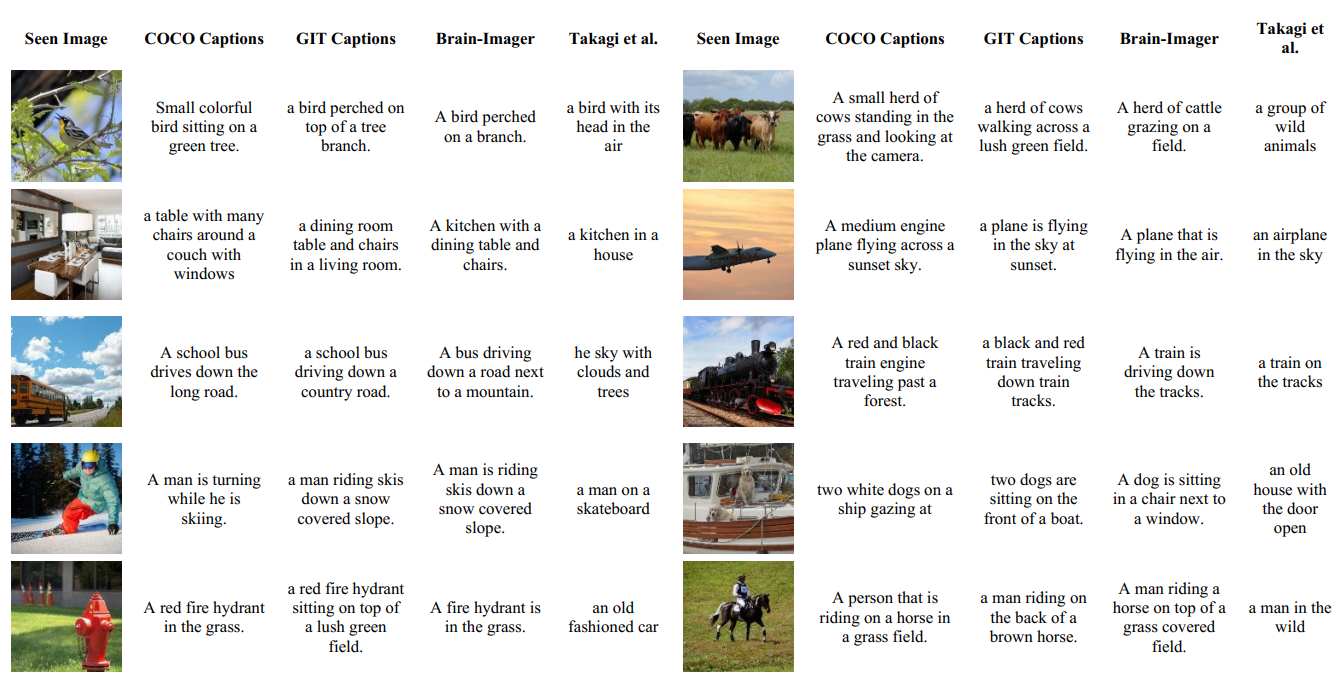 Seen Image COCO Captions GIT Captions Brain-Imager Takagi et al. Seen Image COCO Captions GIT Captions Brain-Imager Takagi et
al.
Small colorful
bird sitting on a
green tree.
a bird perched on
top of a tree
branch.
A bird perched
on a branch.
a bird with its
head in the
air
A small herd of
cows standing in the
grass and looking at
the camera.
a herd of cows
walking across a
lush green field.
A herd of cattle
grazing on a
field.
a group of
wild
animals
a table with many
chairs around a
couch with
windows
a dining room
table and chairs
in a living room.
A kitchen with a
dining table and
chairs.
a kitchen in a
house
A medium engine
plane flying across a
sunset sky.
a plane is flying
in the sky at
sunset.
A plane that is
flying in the air.
an airplane
in the sky
A school bus
drives down the
long road.
a school bus
driving down a
country road.
A bus driving
down a road next
to a mountain.
he sky with
clouds and
trees
A red and black
train engine
traveling past a
forest.
a black and red
train traveling
down train
tracks.
A train is
driving down
the tracks.
a train on
the tracks
A man is turning
while he is
skiing.
a man riding skis
down a snow
covered slope.
A man is riding
skis down a
snow covered
slope.
a man on a
skateboard
two white dogs on a
ship gazing at
two dogs are
sitting on the
front of a boat.
A dog is sitting
in a chair next to
a window.
an old
house with
the door
open
A red fire hydrant
in the grass.
a red fire hydrant
sitting on top of
a lush green
field.
A fire hydrant is
in the grass.
an old
fashioned car
A person that is
riding on a horse in
a grass field.
a man riding on
the back of a
brown horse.
A man riding a
horse on top of a
grass covered
field.
a man in the
wild